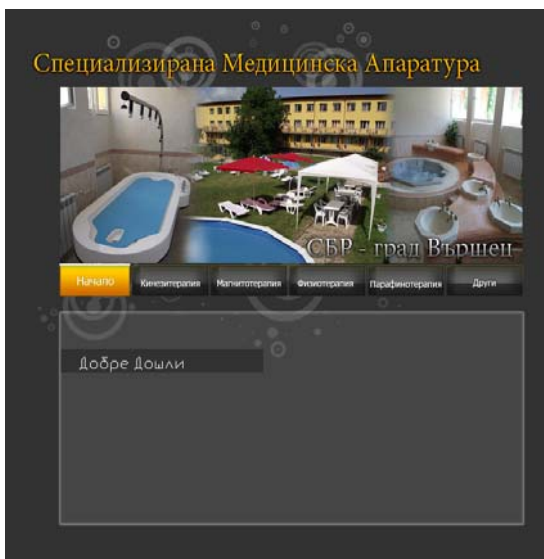 Специализирана Медицинска Апаратура
СБР - град Вършец
Начало Кинезитерапия Магнитотерапия Физиотерапия Парафинотерапия Други
Добре Дошли